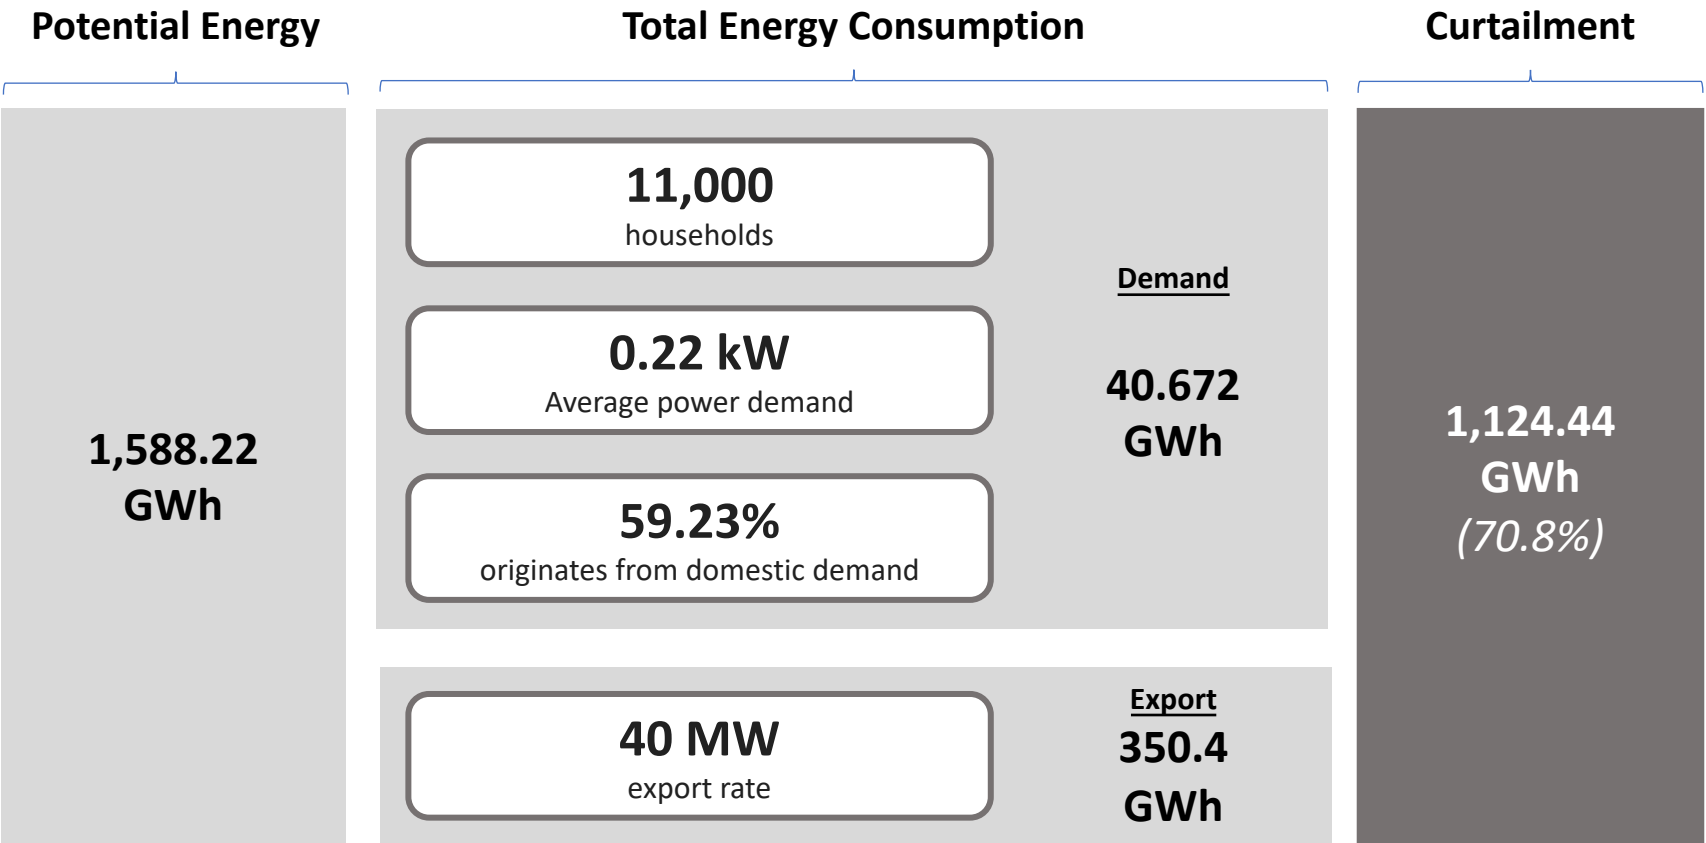 Potential Energy
Total Energy Consumption
Curtailment
1,588.22
GWh
11,000
households
0.22 kW
Average power demand
59.23%
originates from domestic demand
Demand
40.672
GWh
40 MW
export rate
Export
350.4
GWh
1,124.44
GWh
(70.8%)